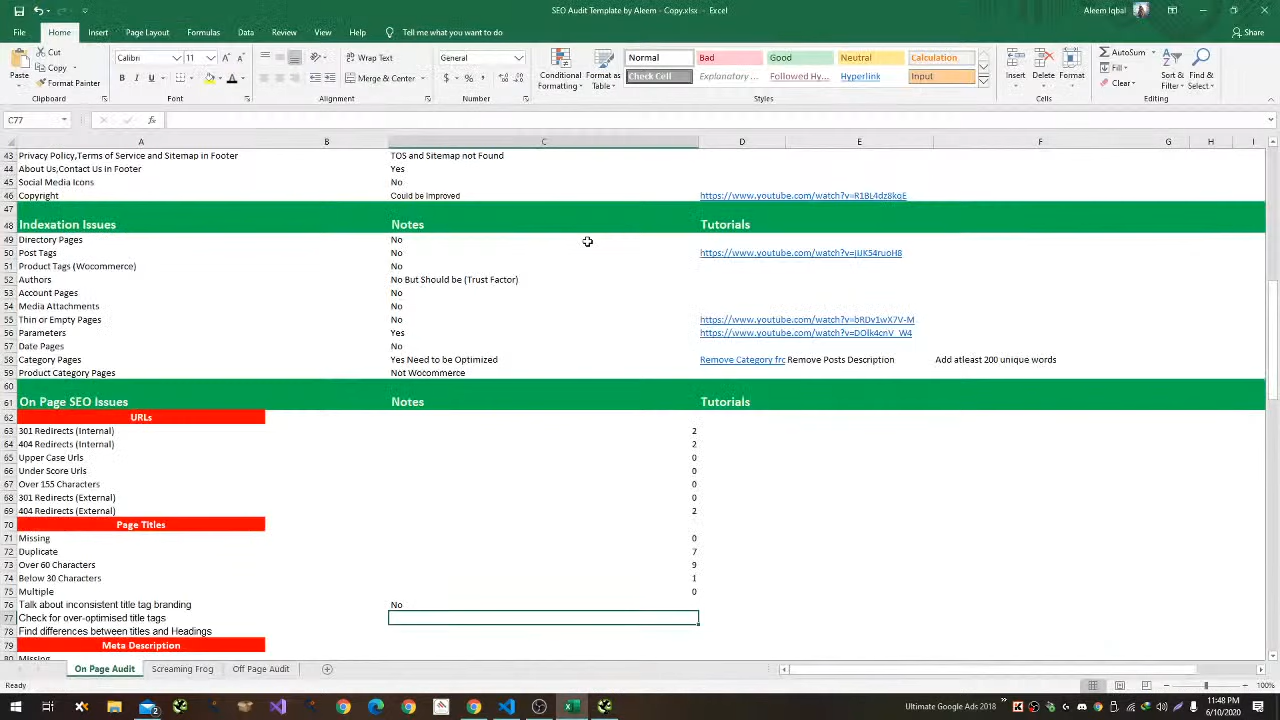 SEO Audit Template by Aleem - Copy.xlsx - Excel
Aleem Iqbal
File Home Insert Page Layout Formulas Data Review View Help Tell me what you want to do Share
Cut
Copy
Format Painter
Paste
Clipboard
Calibri 11
B I U
Font
Wrap Text
Merge & Center
Alignment
General
$ %
Number
Conditional Formatting
Format as Table
Normal Bad Good Neutral Calculation
Check Cell Explanatory ... Followed Hy... Hyperlink Input
Styles
Insert Delete Format
Cells
AutoSum
Fill
Clear
Sort & Filter
Find & Select
Editing
C77 fx
A B C D E F G H I
43 Privacy Policy,Terms of Service and Sitemap in Footer TOS and Sitemap not Found
44 About Us,Contact Us in Footer Yes
45 Social Media Icons No
46 Copyright Could be Improved https://www.youtube.com/watch?v=R1BL4dz8kqE
47
48 Indexation Issues Notes Tutorials
49 Directory Pages No
50 Post Tags No
51 Product Tags (Wocommerce) No
52 Authors No But Should be (Trust Factor)
53 Account Pages No
54 Media Attachments No
55 Thin or Empty Pages No https://www.youtube.com/watch?v=bRDv1wX7V-M
56 Parameters Yes https://www.youtube.com/watch?v=DOlk4cnV_W4
57 Date Pages No
58 Category Pages Yes Need to be Optimized Remove Category frc Remove Posts Description Add atleast 200 unique words
59 Product Category Pages Not Wocommerce
60
61 On Page SEO Issues Notes Tutorials
62 URLs
63 301 Redirects (Internal) 2
64 404 Redirects (Internal) 2
65 Upper Case Urls 0
66 Under Score Urls 0
67 Over 155 Characters 0
68 301 Redirects (External) 0
69 404 Redirects (External) 2
70 Page Titles
71 Missing 0
72 Duplicate 7
73 Over 60 Characters 9
74 Below 30 Characters 1
75 Multiple 0
76 Talk about inconsistent title tag branding No
77 Check for over-optimised title tags
78 Find differences between titles and Headings
79 Meta Description
80 Missing
On Page Audit Screaming Frog Off Page Audit
Ready 100%
Ultimate Google Ads 2018
11:48 PM
6/10/2020